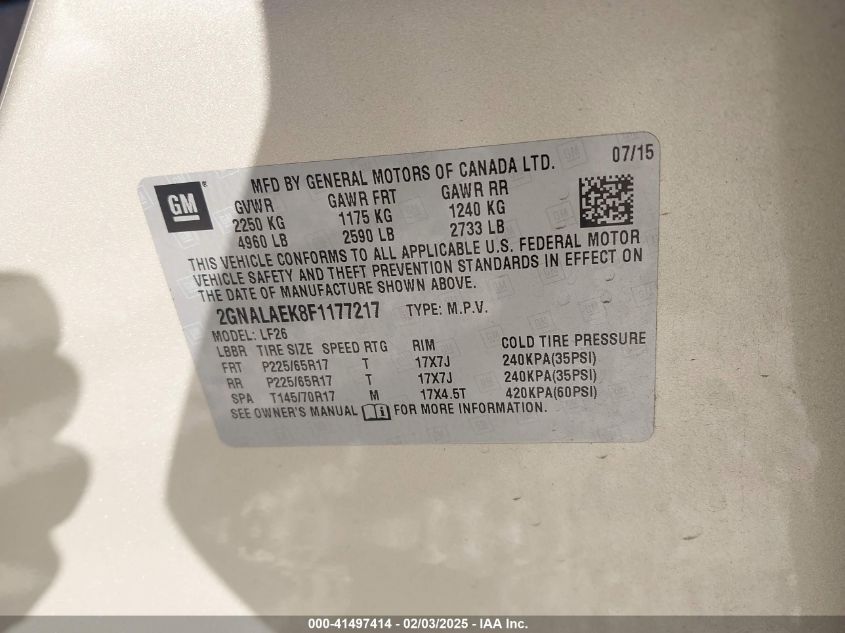 07/15
GM®
MFD BY GENERAL MOTORS OF CANADA LTD.
GVWR GAWR FRT GAWR RR
2250 KG 1175 KG 1240 KG
4960 LB 2590 LB 2733 LB
THIS VEHICLE CONFORMS TO ALL APPLICABLE U.S. FEDERAL MOTOR
VEHICLE SAFETY AND THEFT PREVENTION STANDARDS IN EFFECT ON
THE DATE OF MANUFACTURE SHOWN ABOVE.
2GNALAEK8F1177217 TYPE: M.P.V.
MODEL: LF26
LBBR TIRE SIZE SPEED RTG RIM COLD TIRE PRESSURE
FRT P225/65R17 T 17X7J 240KPA(35PSI)
RR P225/65R17 T 17X7J 240KPA(35PSI)
SPA T145/70R17 M 17X4.5T 420KPA(60PSI)
SEE OWNER'S MANUAL FOR MORE INFORMATION.
000-41497414 - 02/03/2025 - IAA Inc.